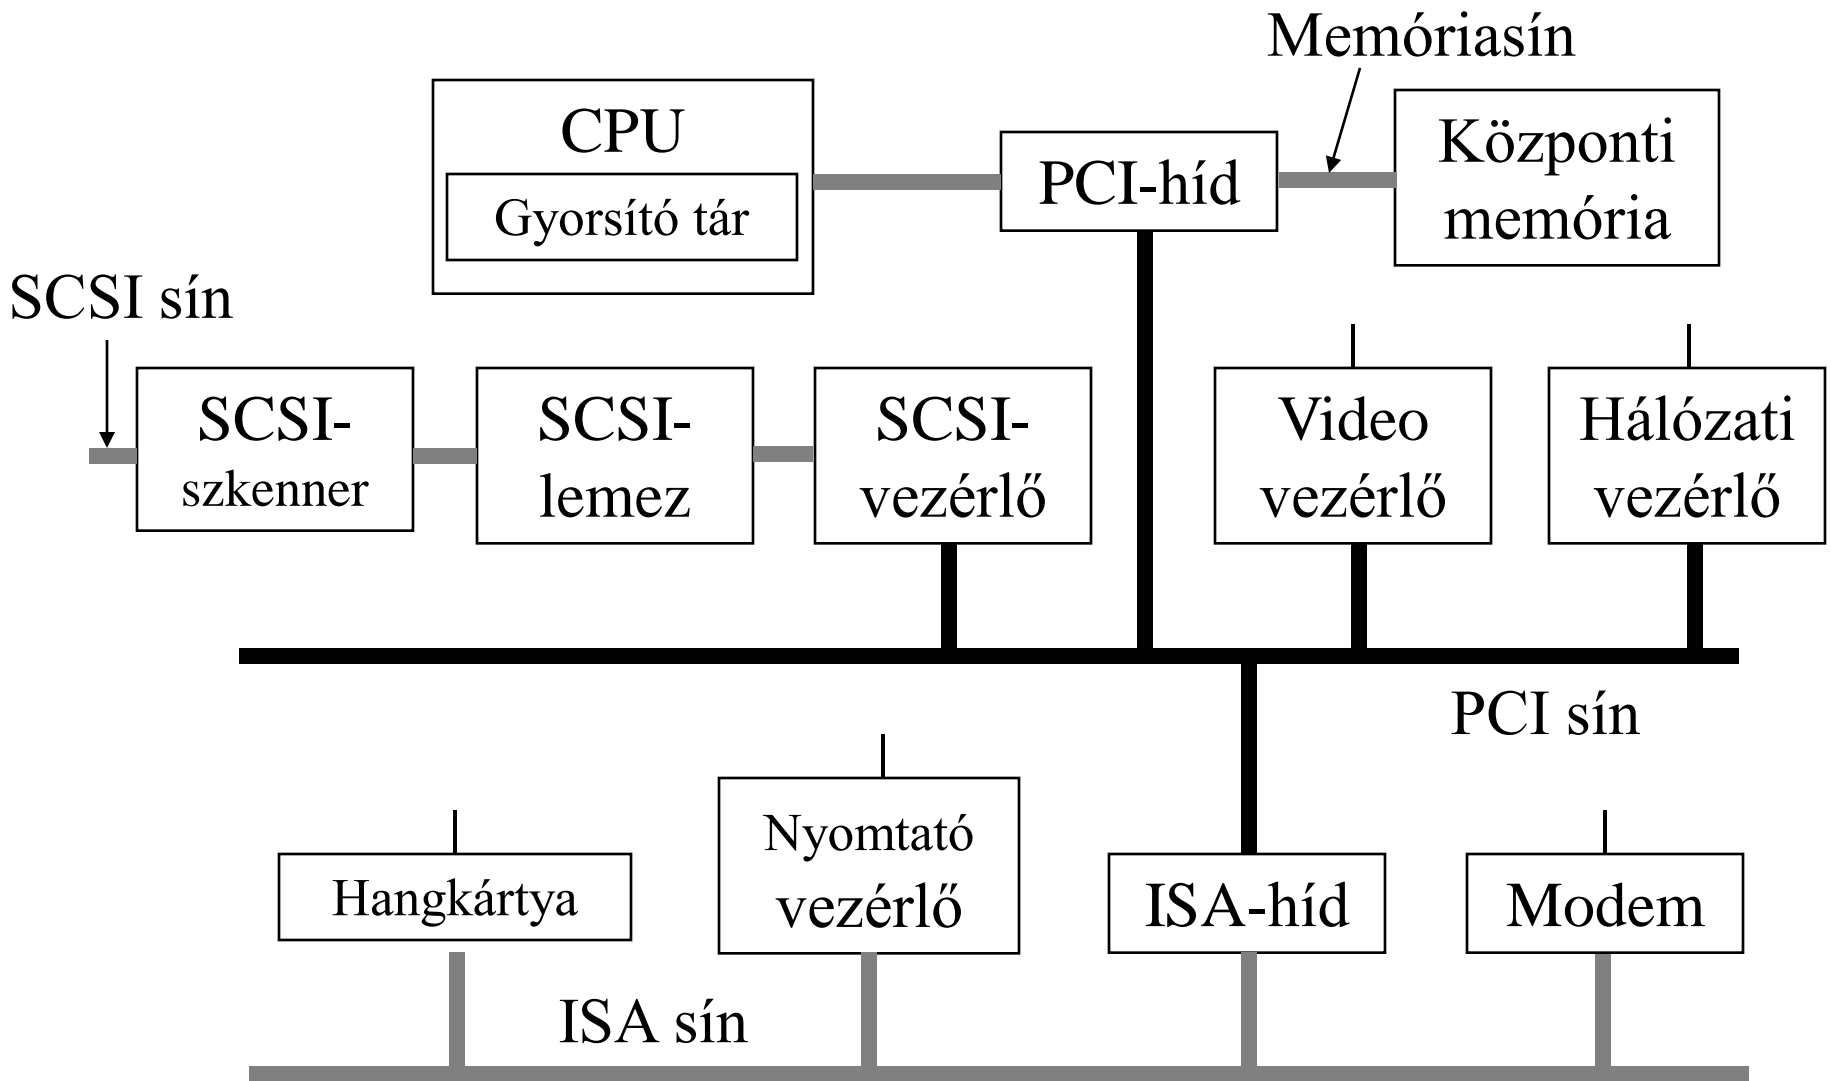 Memóriasín
CPU
Gyorsító tár
PCI-híd
Központi
memória
SCSI sín
SCSI-
szkenner
SCSI-
lemez
SCSI-
vezérlő
Video
vezérlő
Hálózati
vezérlő
PCI sín
Hangkártya
Nyomtató
vezérlő
ISA-híd
Modem
ISA sín